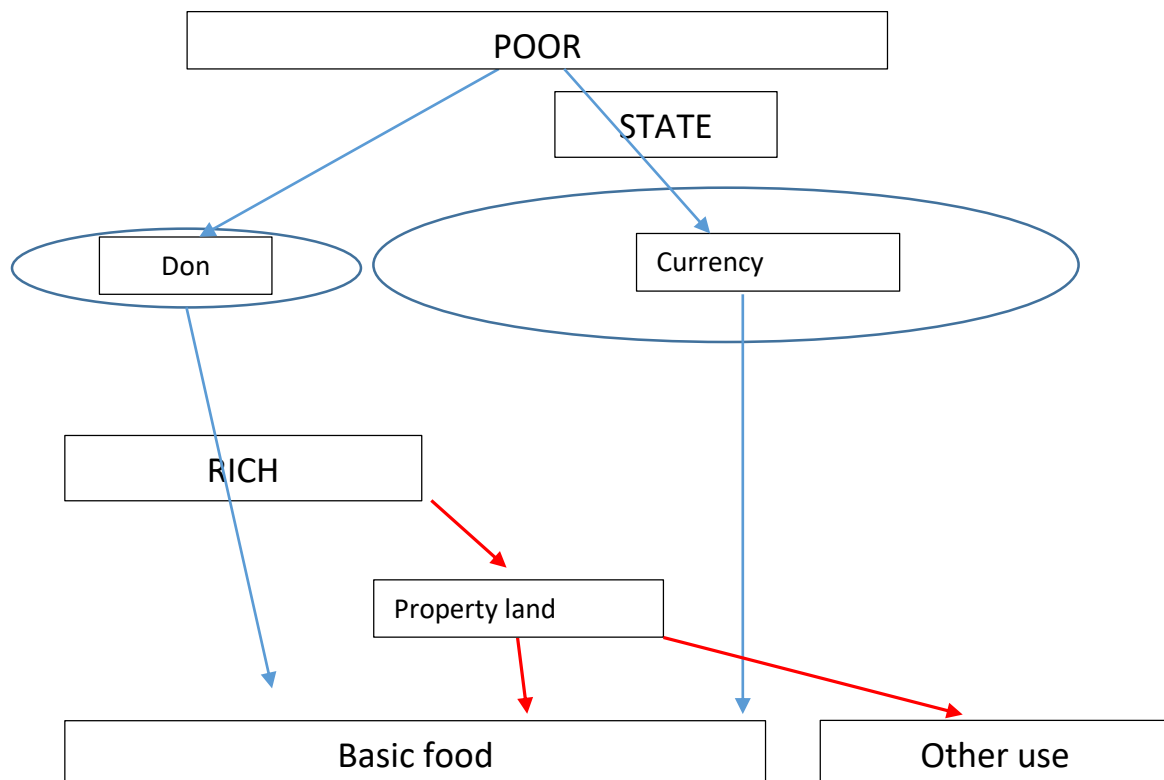 POOR
STATE
Don
Currency
RICH
Property land
Basic food
Other use